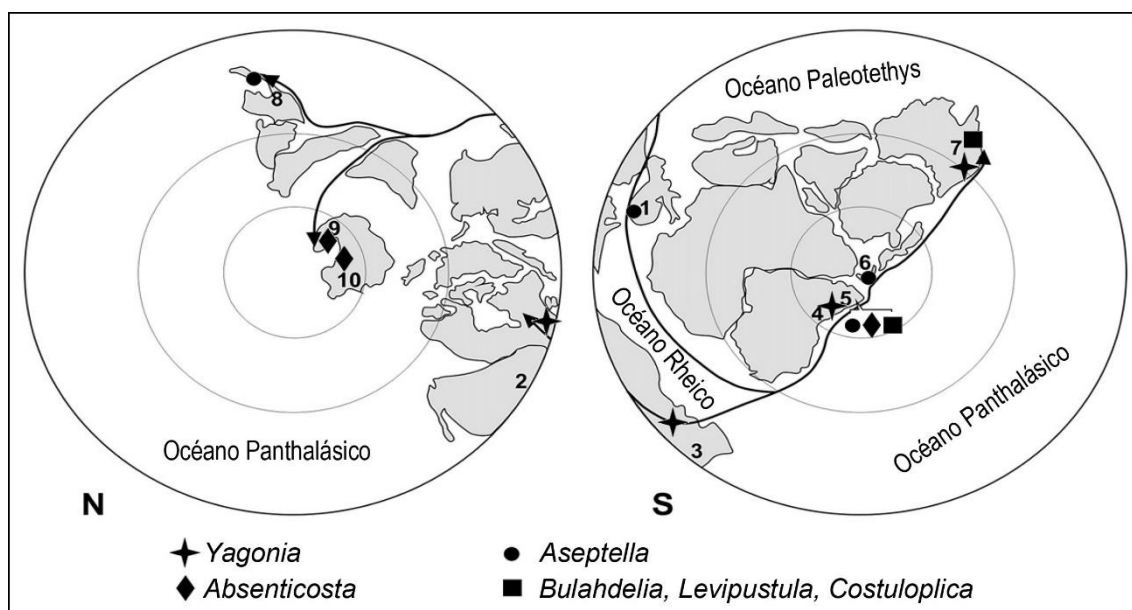 Océano Paleotethys
8
7
9
1
10
6
5
4
Océano Rheico
2
3
Océano Panthalásico
Océano Panthalásico
N
S
Yagonia
Aseptella
Absenticosta
Bulahdelia, Levipustula, Costuloplica